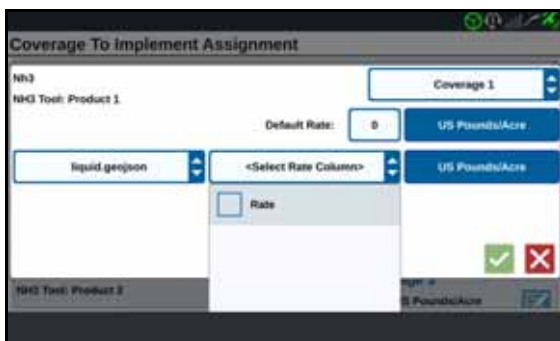 Coverage To Implement Assignment
Nh3
Coverage 1
NH3 Tool: Product 1
Default Rate:
0
US Pounds/Acre
liquid.geojson
<Select Rate Column>
US Pounds/Acre
Rate
NH3 Tool: Product 2
US Pounds/Acre